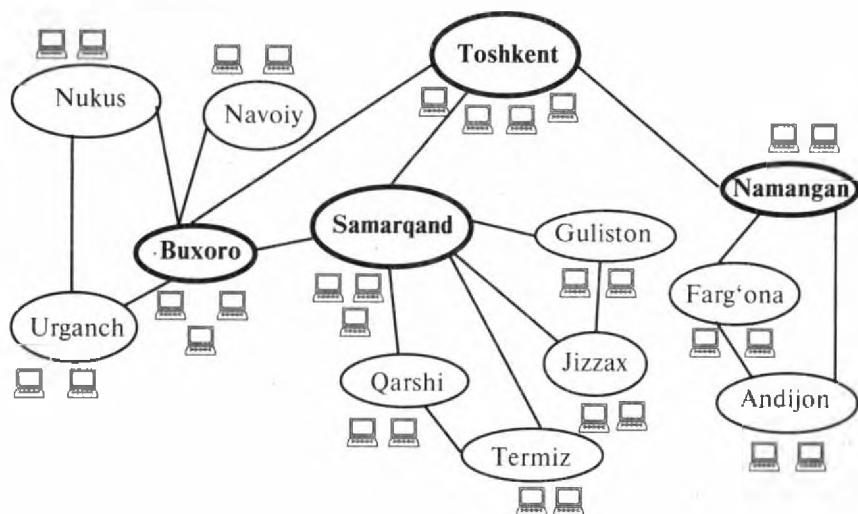 Toshkent
Nukus
Navoiy
Namangan
Samarqand
Guliston
Buxoro
Farg‘ona
Urganch
Jizzax
Qarshi
Andijon
Termiz